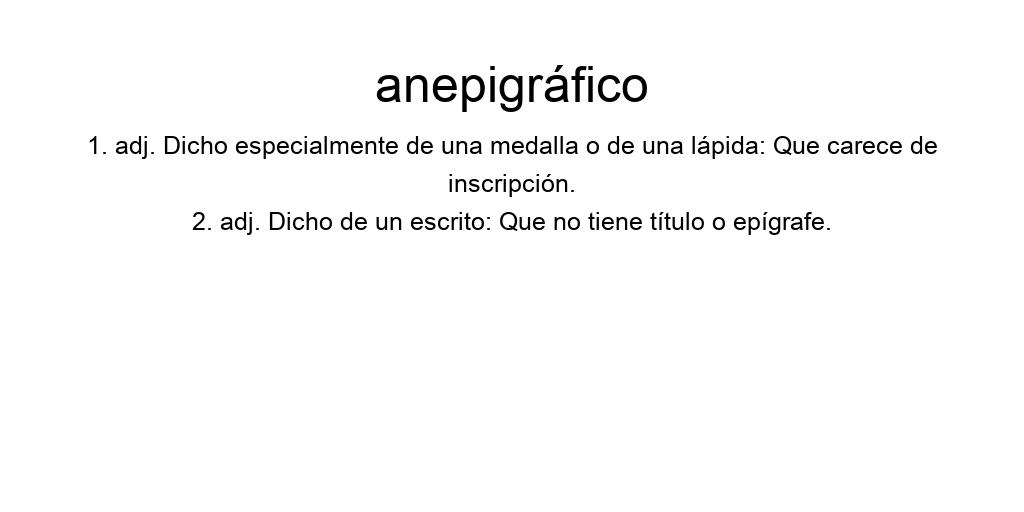 anepigráfico
1. adj. Dicho especialmente de una medalla o de una lápida: Que carece de
inscripción.
2. adj. Dicho de un escrito: Que no tiene título o epígrafe.